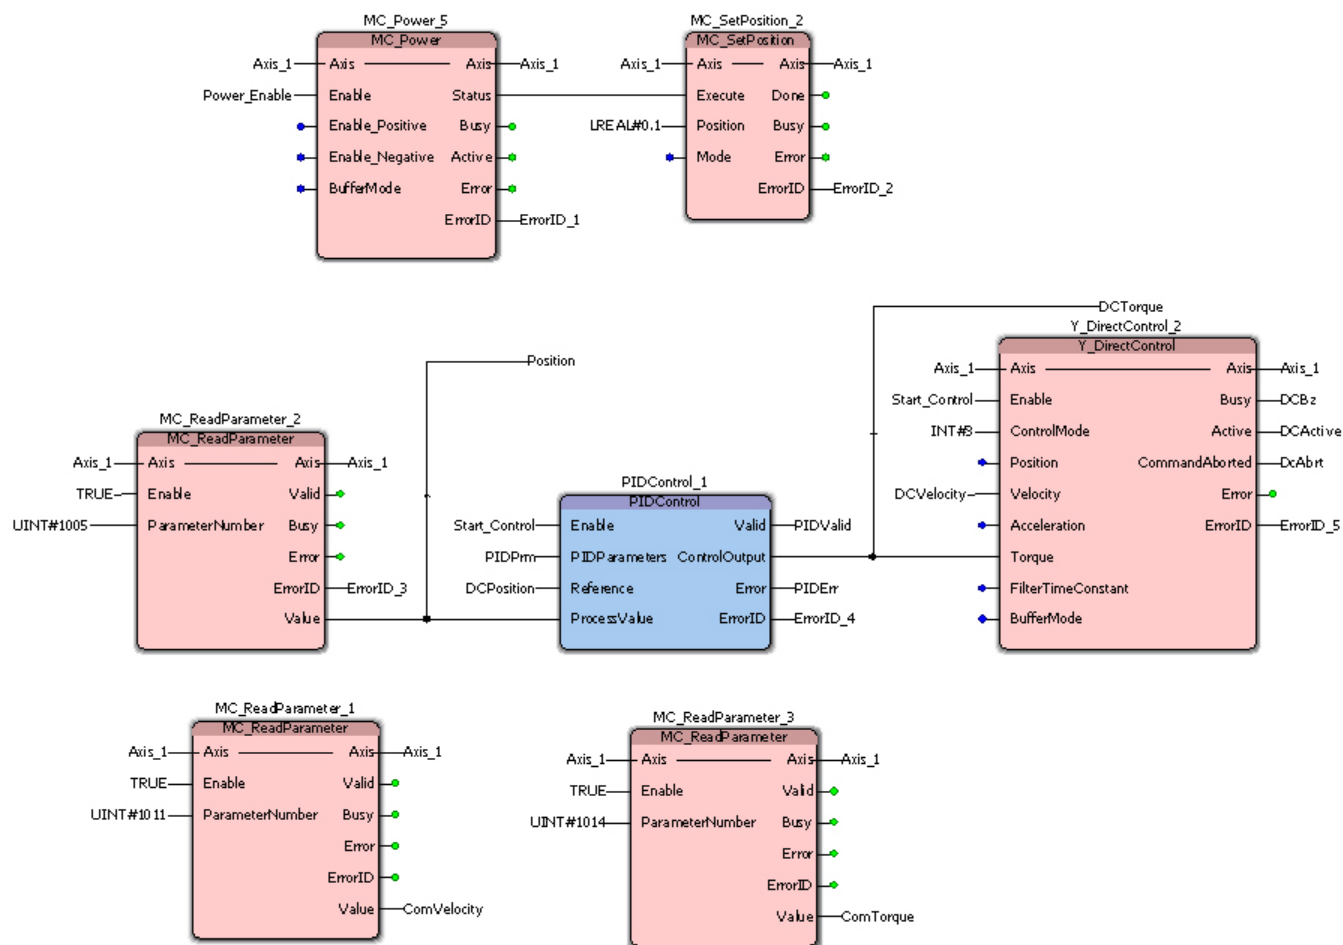 MC_Power_5
MC_Power
Axis_1 Axis Axis Axis_1
Power_Enable Enable Status
Enable_Positive Busy
Enable_Negative Active
BufferMode Error
ErrorID ErrorID_1
MC_SetPosition_2
MC_SetPosition
Axis_1 Axis Axis Axis_1
Execute Done
LREAL#0.1 Position Busy
Mode Error
ErrorID ErrorID_2
Position
MC_ReadParameter_2
MC_ReadParameter
Axis_1 Axis Axis Axis_1
TRUE Enable Valid
UINT#1005 ParameterNumber Busy
Error
ErrorID ErrorID_3
Value
PIDControl_1
PIDControl
Start_Control Enable Valid PIDValid
PIDPrm PIDParameters ControlOutput
DCPosition Reference Error PIDErr
ProcessValue ErrorID ErrorID_4
DCTorque
Y_DirectControl_2
Y_DirectControl
Axis_1 Axis Axis Axis_1
Start_Control Enable Busy DCBz
INT#3 ControlMode Active DCActive
Position CommandAborted DcAbrt
DCVelocity Velocity Error
Acceleration ErrorID ErrorID_5
Torque
FilterTimeConstant
BufferMode
MC_ReadParameter_1
MC_ReadParameter
Axis_1 Axis Axis Axis_1
TRUE Enable Valid
UINT#1011 ParameterNumber Busy
Error
ErrorID
Value ComVelocity
MC_ReadParameter_3
MC_ReadParameter
Axis_1 Axis Axis Axis_1
TRUE Enable Valid
UINT#1014 ParameterNumber Busy
Error
ErrorID
Value ComTorque